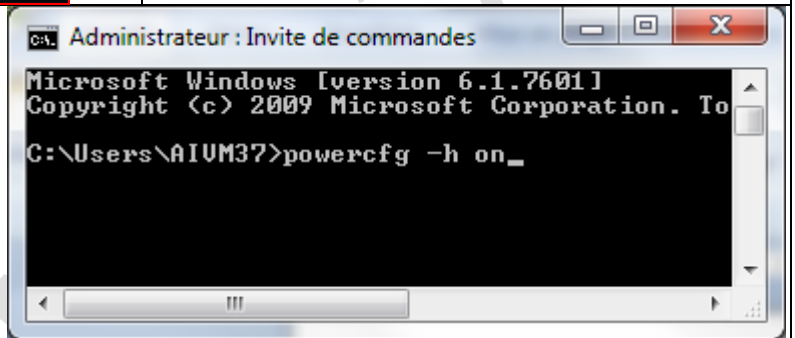 Administrateur : Invite de commandes
Microsoft Windows [version 6.1.7601]
Copyright (c) 2009 Microsoft Corporation. To
C:\Users\AIVM37>powercfg -h on_